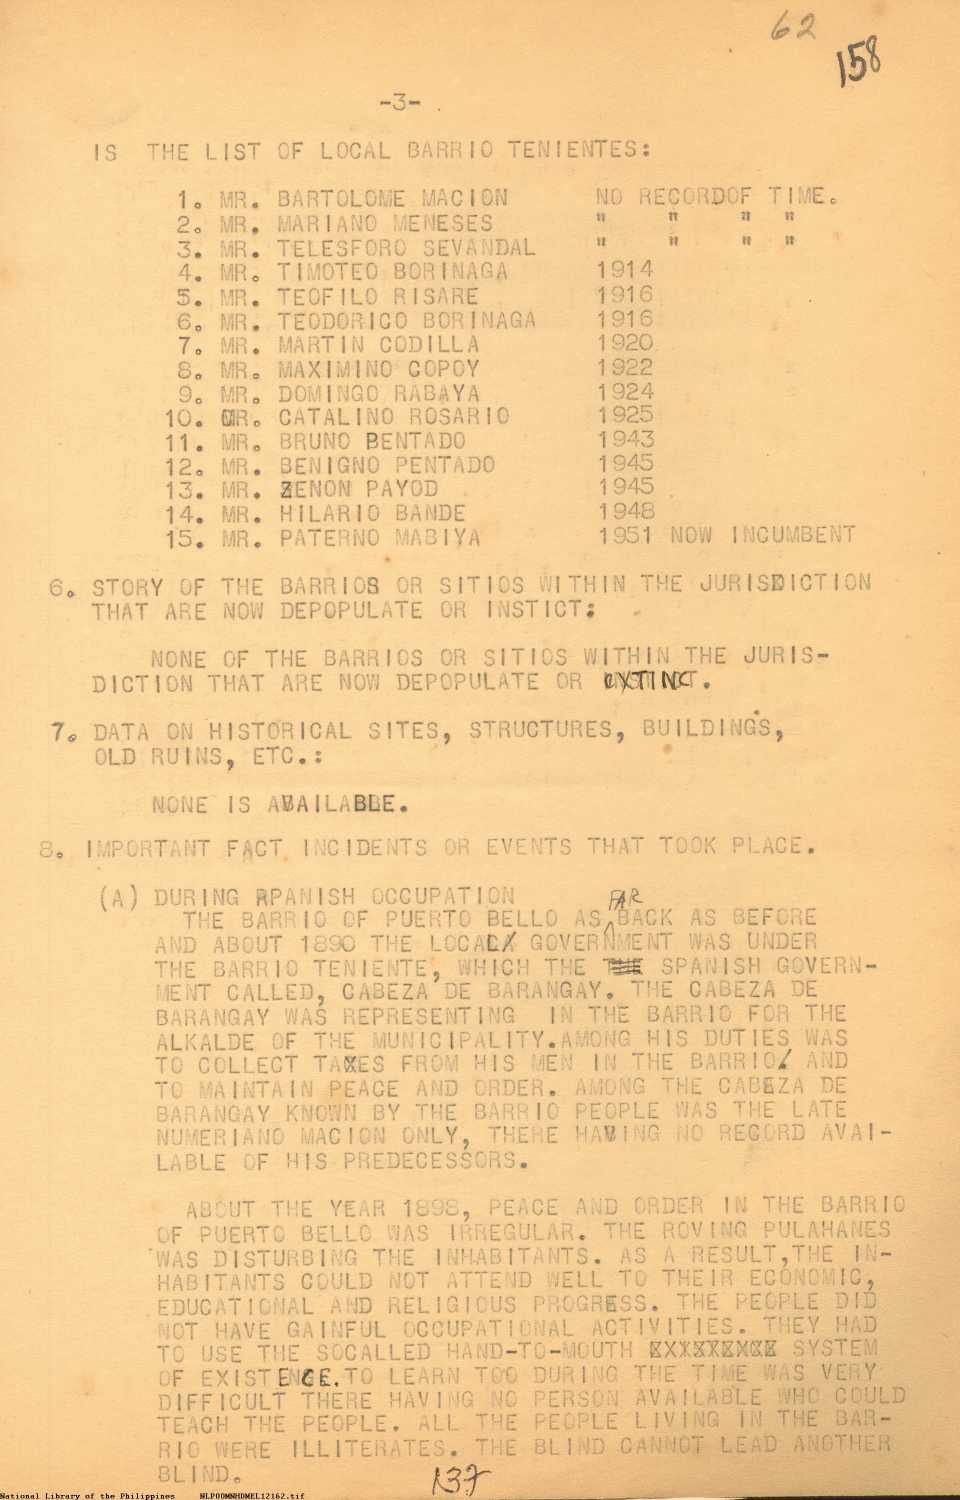 62
158
-3-
IS THE LIST OF LOCAL BARRIO TENIENTES:
1. MR. BARTOLOME MACION NO RECORDOF TIME.
2. MR. MARIANO MENESES " " " "
3. MR. TELESFORO SEVANDAL " " " "
4. MR. TIMOTEO BORINAGA 1914
5. MR. TEOFILO RISARE 1916
6. MR. TEODORICO BORINAGA 1916
7. MR. MARTIN CODILLA 1920
8. MR. MAXIMINO COPOY 1922
9. MR. DOMINGO RABAYA 1924
10. MR. CATALINO ROSARIO 1925
11. MR. BRUNO BENTADO 1943
12. MR. BENIGNO PENTADO 1945
13. MR. ZENON PAYOD 1945
14. MR. HILARIO BANDE 1948
15. MR. PATERNO MABIYA 1951 NOW INCUMBENT
6. STORY OF THE BARRIOS OR SITIOS WITHIN THE JURISDICTION
THAT ARE NOW DEPOPULATE OR INSTICT:
NONE OF THE BARRIOS OR SITIOS WITHIN THE JURIS-
DICTION THAT ARE NOW DEPOPULATE OR EXTINCT.
7. DATA ON HISTORICAL SITES, STRUCTURES, BUILDINGS,
OLD RUINS, ETC.:
NONE IS AVAILABLE.
8. IMPORTANT FACT INCIDENTS OR EVENTS THAT TOOK PLACE.
(A) DURING SPANISH OCCUPATION
THE BARRIO OF PUERTO BELLO AS FAR BACK AS BEFORE
AND ABOUT 1890 THE LOCAL GOVERNMENT WAS UNDER
THE BARRIO TENIENTE, WHICH THE SPANISH GOVERN-
MENT CALLED, CABEZA DE BARANGAY. THE CABEZA DE
BARANGAY WAS REPRESENTING IN THE BARRIO FOR THE
ALKALDE OF THE MUNICIPALITY.AMONG HIS DUTIES WAS
TO COLLECT TAXES FROM HIS MEN IN THE BARRIO AND
TO MAINTAIN PEACE AND ORDER. AMONG THE CABEZA DE
BARANGAY KNOWN BY THE BARRIO PEOPLE WAS THE LATE
NUMERIANO MACION ONLY, THERE HAVING NO RECORD AVAI-
LABLE OF HIS PREDECESSORS.
ABOUT THE YEAR 1898, PEACE AND ORDER IN THE BARRIO
OF PUERTO BELLO WAS IRREGULAR. THE ROVING PULAHANES
WAS DISTURBING THE INHABITANTS. AS A RESULT,THE IN-
HABITANTS COULD NOT ATTEND WELL TO THEIR ECONOMIC,
EDUCATIONAL AND RELIGIOUS PROGRESS. THE PEOPLE DID
NOT HAVE GAINFUL OCCUPATIONAL ACTIVITIES. THEY HAD
TO USE THE SOCALLED HAND-TO-MOUTH SYSTEM
OF EXISTENCE.TO LEARN TOO DURING THE TIME WAS VERY
DIFFICULT THERE HAVING NO PERSON AVAILABLE WHO COULD
TEACH THE PEOPLE. ALL THE PEOPLE LIVING IN THE BAR-
RIO WERE ILLITERATES. THE BLIND CANNOT LEAD ANOTHER
BLIND.
137
National Library of the Philippines NLPOOMNHDMEL12162.tif